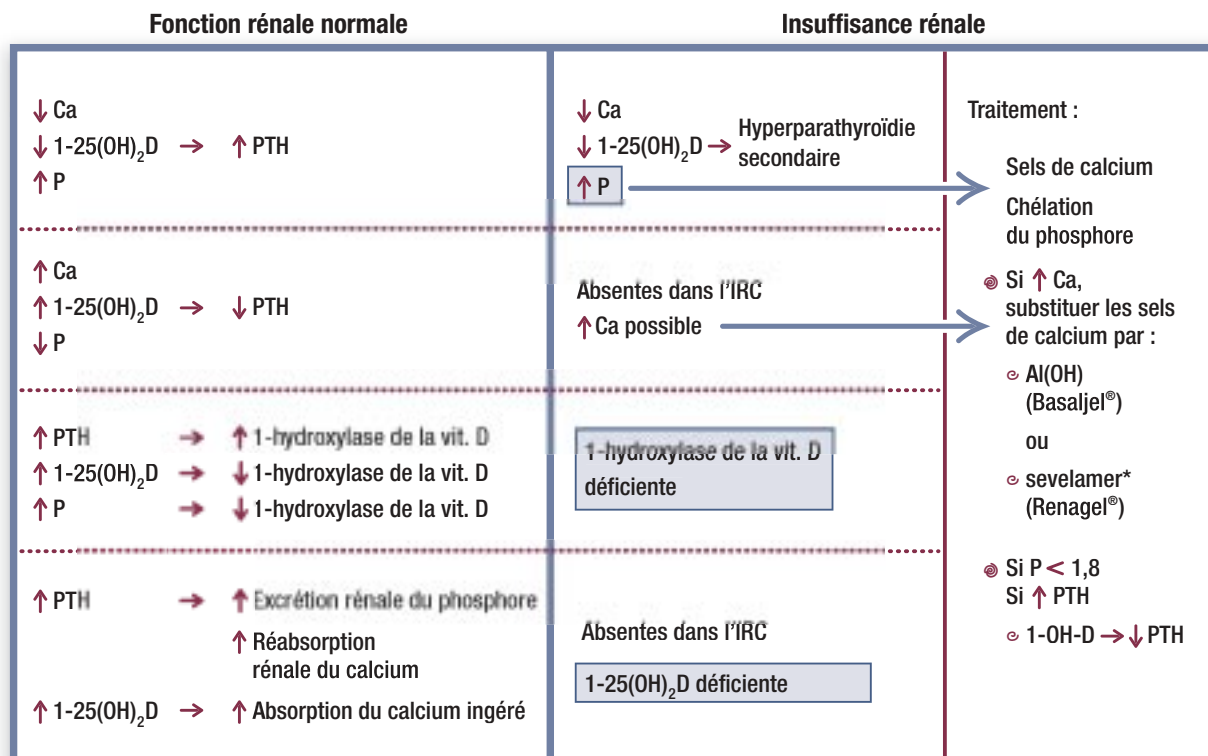 Fonction rénale normale
Insuffisance rénale
↓ Ca
↓ 1-25(OH)₂D → ↑ PTH
↑ P
↓ Ca
↓ 1-25(OH)₂D → Hyperparathyroïdie
secondaire
↑ P
Traitement :
Sels de calcium
Chélation
du phosphore
↑ Ca
↑ 1-25(OH)₂D → ↓ PTH
↓ P
Absentes dans l'IRC
↑ Ca possible
Si ↑ Ca,
substituer les sels
de calcium par :
Al(OH)
(Basaljel®)
ou
sevelamer*
(Renagel®)
↑ PTH → ↑ 1-hydroxylase de la vit. D
↑ 1-25(OH)₂D → ↓ 1-hydroxylase de la vit. D
↑ P → ↓ 1-hydroxylase de la vit. D
1-hydroxylase de la vit. D
déficiente
↑ PTH → ↑ Excrétion rénale du phosphore
↑ Réabsorption
rénale du calcium
↑ 1-25(OH)₂D → ↑ Absorption du calcium ingéré
Absentes dans l'IRC
1-25(OH)₂D déficiente
Si P < 1,8
Si ↑ PTH
1-OH-D → ↓ PTH